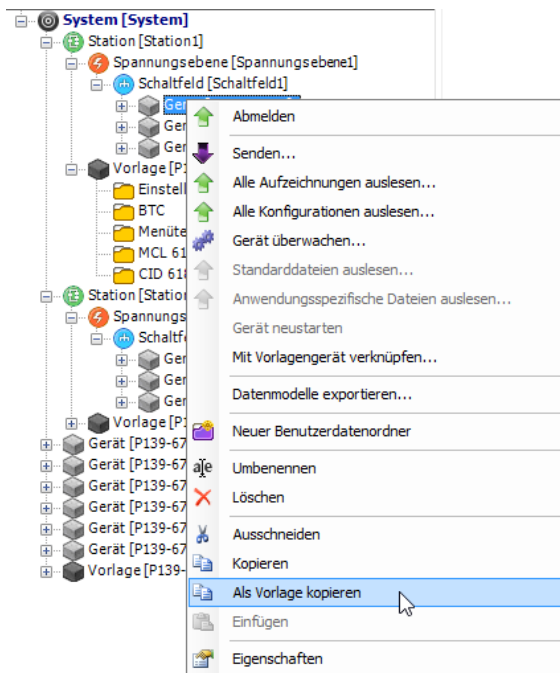 System [System]
Station [Station1]
Spannungsebene [Spannungsebene1]
Schaltfeld [Schaltfeld1]
Abmelden
Senden...
Vorlage [P1
Alle Aufzeichnungen auslesen...
Einstell
BTC
Alle Konfigurationen auslesen...
Menüte
Gerät überwachen...
MCL 61
CID 618
Standarddateien auslesen...
Station [Station
Anwendungsspezifische Dateien auslesen...
Spannungs
Gerät neustarten
Schaltfe
Mit Vorlagengerät verknüpfen...
Datenmodelle exportieren...
Vorlage [P1
Neuer Benutzerdatenordner
Gerät [P139-67
Gerät [P139-67
Umbenennen
Gerät [P139-67
Löschen
Gerät [P139-67
Gerät [P139-67
Ausschneiden
Gerät [P139-67
Kopieren
Vorlage [P139-
Als Vorlage kopieren
Einfügen
Eigenschaften